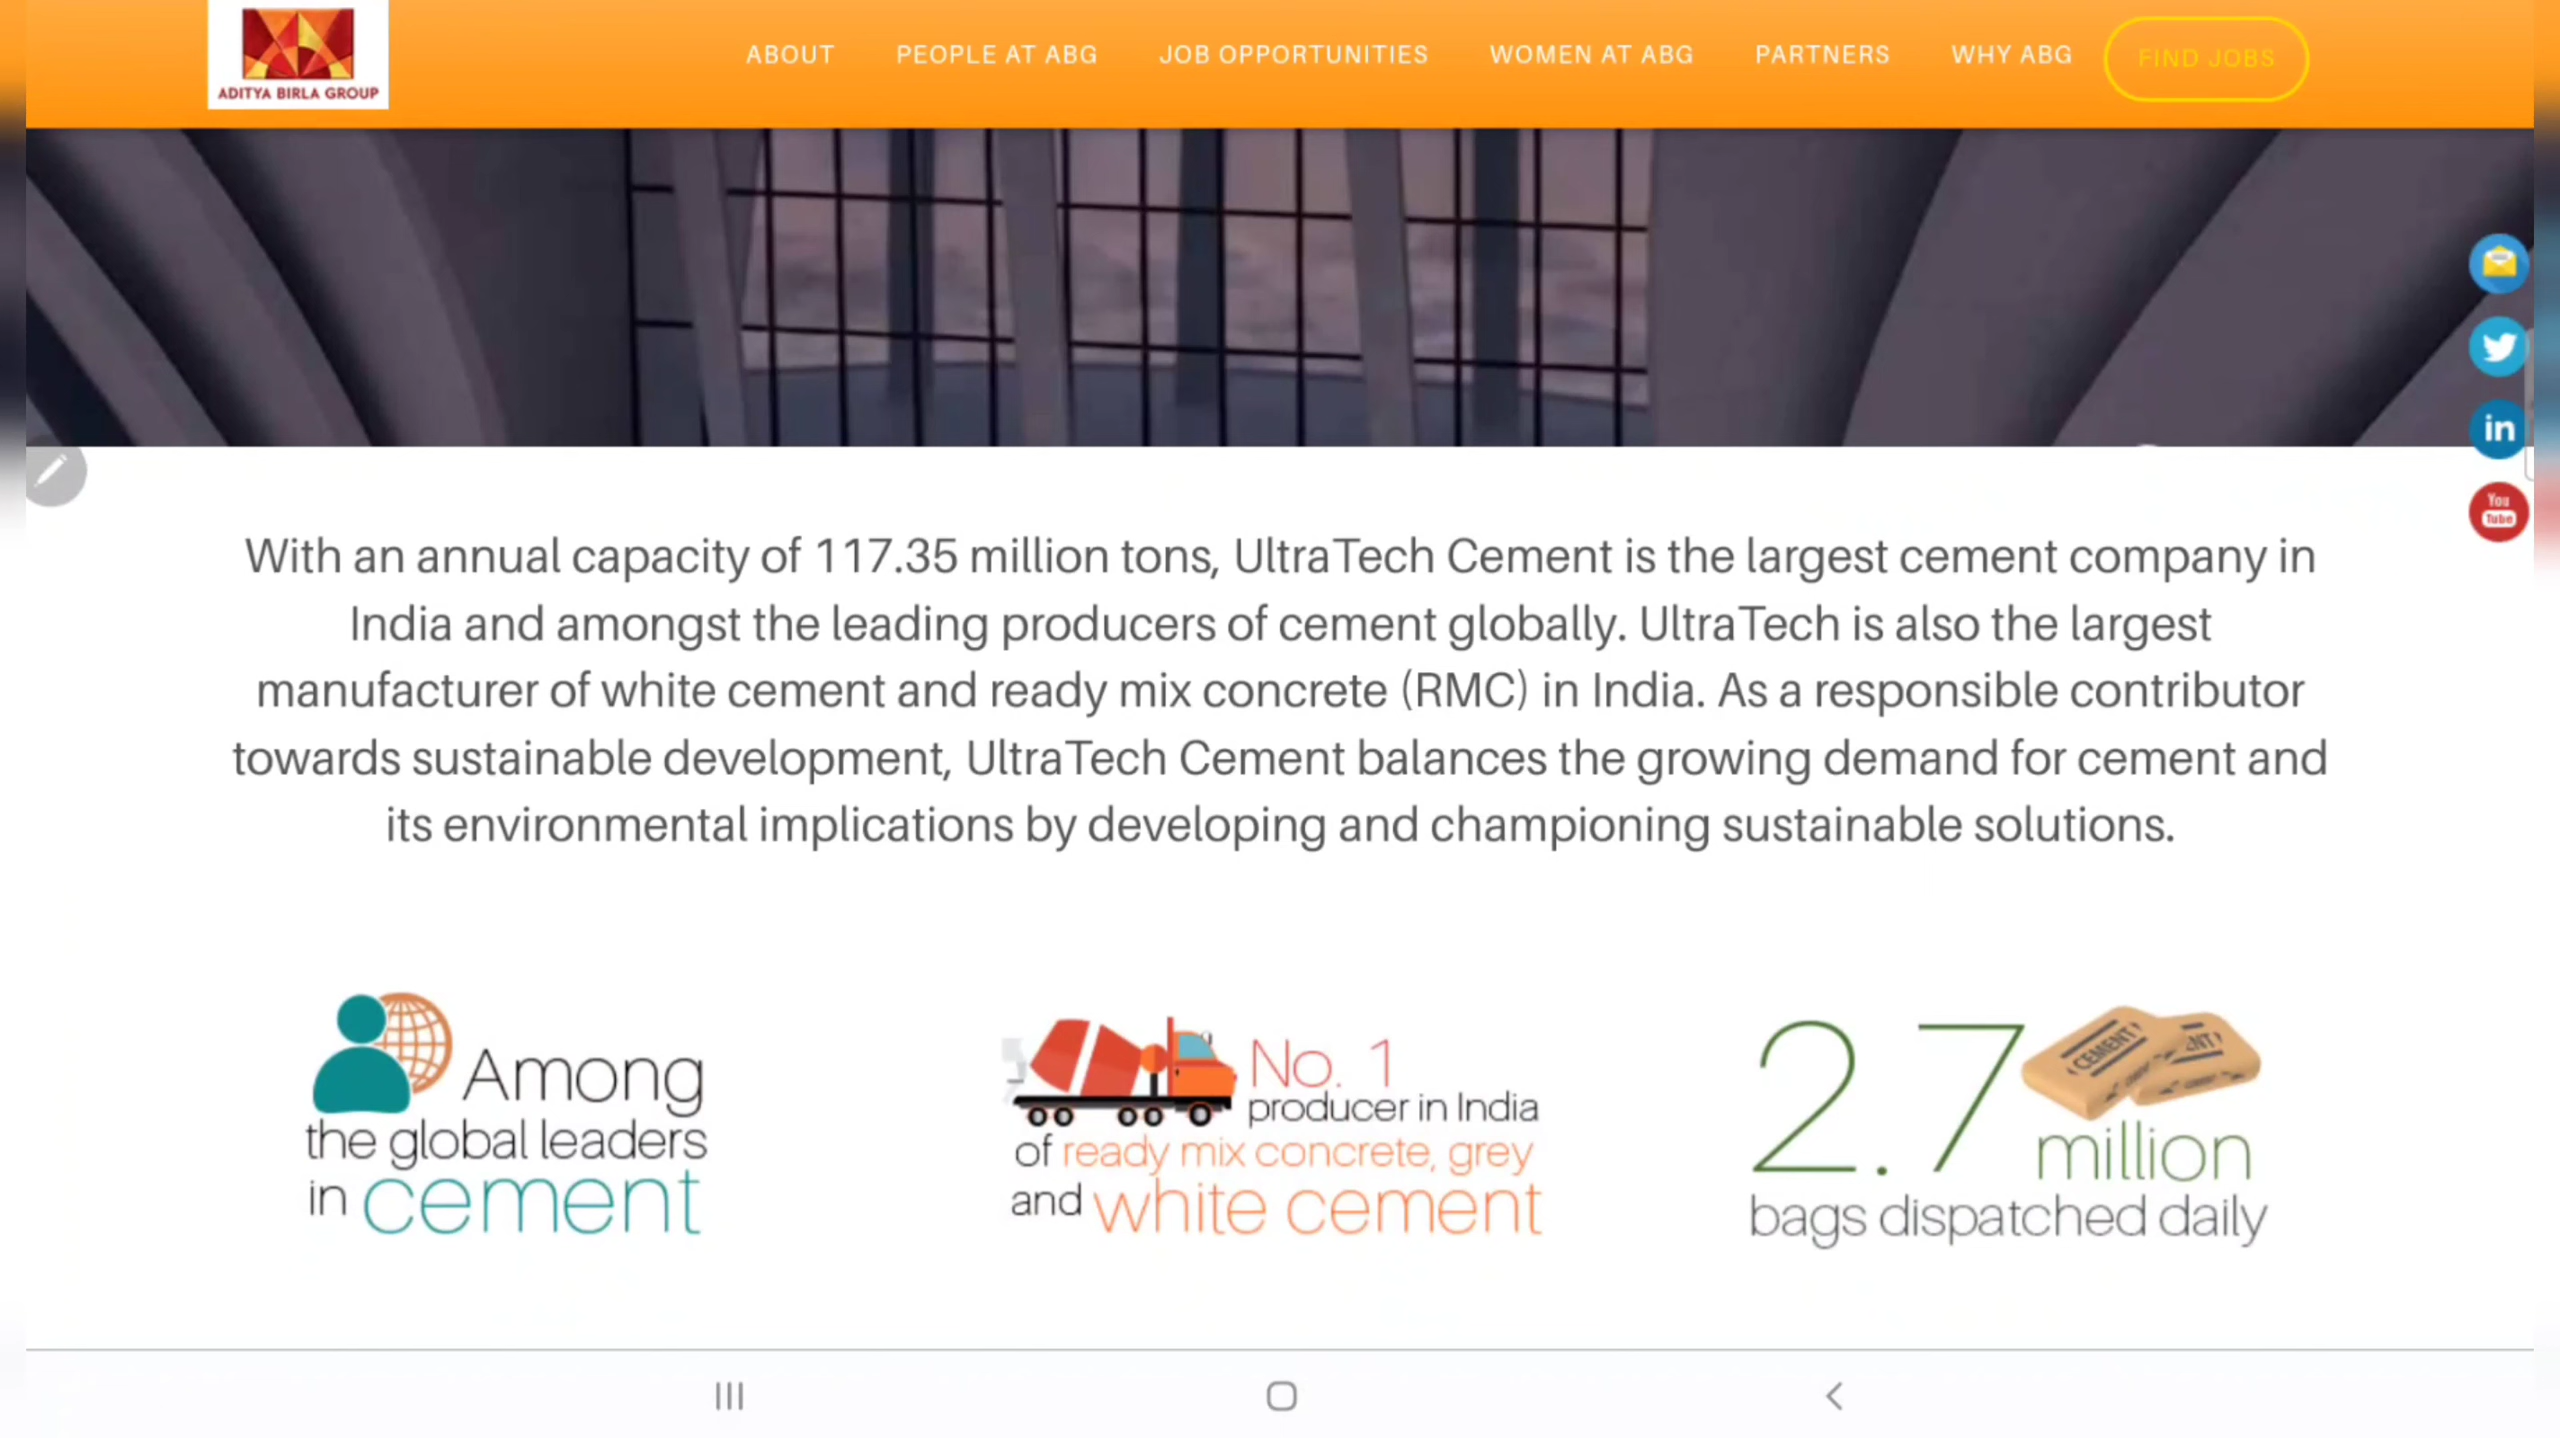 ADITYA BIRLA GROUP
ABOUT PEOPLE AT ABG JOB OPPORTUNITIES WOMEN AT ABG PARTNERS WHY ABG FIND JOBS
in
You
Tube
With an annual capacity of 117.35 million tons, UltraTech Cement is the largest cement company in
India and amongst the leading producers of cement globally. UltraTech is also the largest
manufacturer of white cement and ready mix concrete (RMC) in India. As a responsible contributor
towards sustainable development, UltraTech Cement balances the growing demand for cement and
its environmental implications by developing and championing sustainable solutions.
Among
the global leaders
in cement
No. 1
producer in India
of ready mix concrete, grey
and white cement
2.7 million
bags dispatched daily
CEMENT